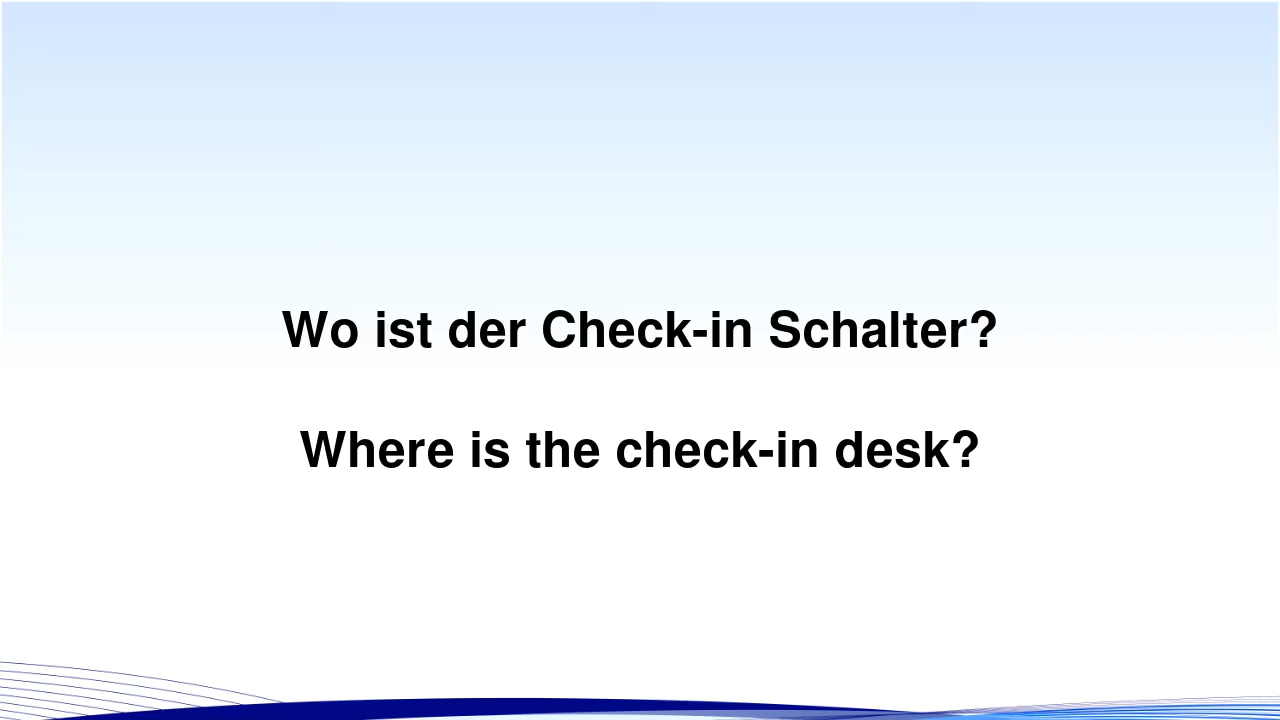 Wo ist der Check-in Schalter?
Where is the check-in desk?